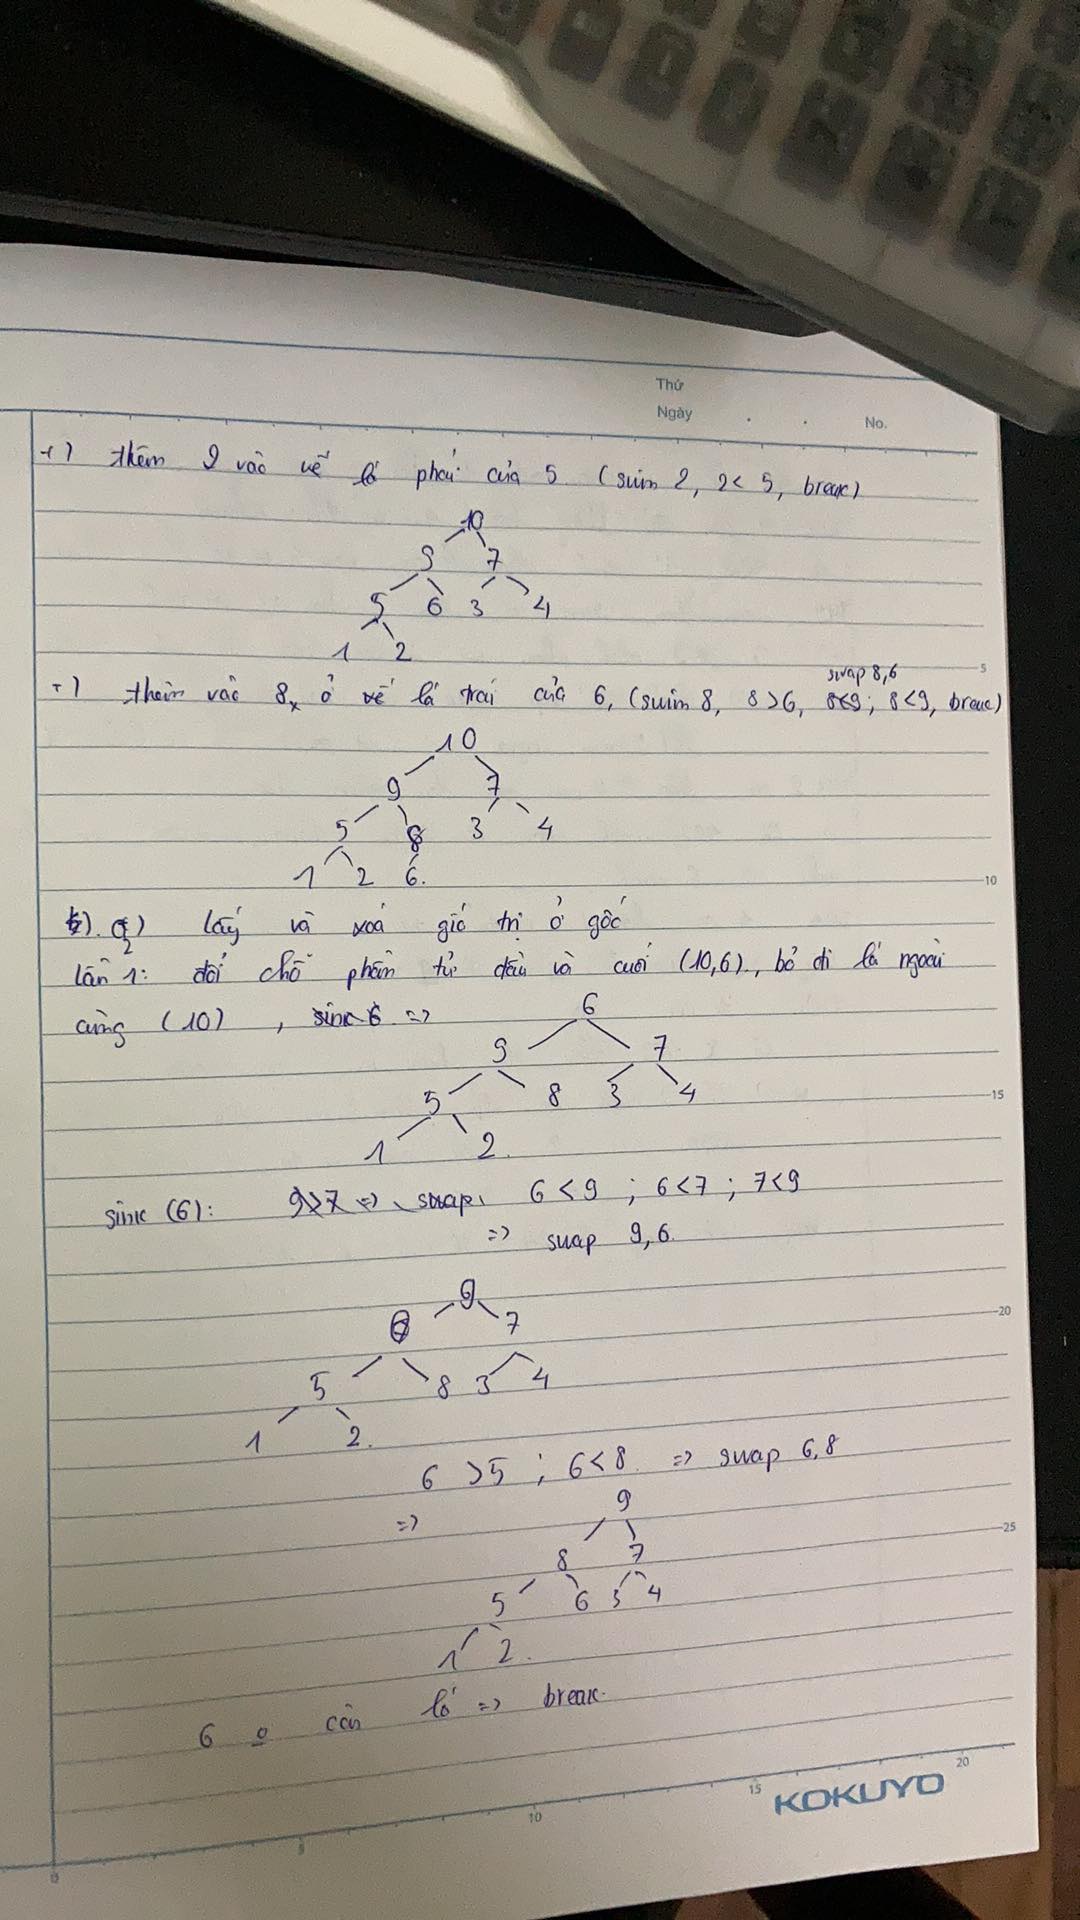 Thứ
Ngày . . No.
+) thêm 2 vào vế lá phải của 5 (swim 2, 2 < 5, break)
10
9 7
5 6 3 4
1 2
swap 8,6
+) thêm vào 8 ở vế lá trái của 6, (swim 8, 8 > 6, 8<9; 8 < 9, break)
10
9 7
5 8 3 4
1 2 6.
2) lấy và xoá giá trị ở gốc
lần 1: đổi chỗ phần tử đầu và cuối (10,6), bỏ đi lá ngoài
cùng (10) , sink 6 =>
6
9 7
5 8 3 4
1 2.
sink (6): 9>7 => swap. 6 < 9 ; 6 < 7 ; 7 < 9
=> swap 9,6.
9
6 7
5 8 3 4
1 2.
6 > 5 ; 6 < 8 => swap 6,8
=>
9
8 7
5 6 3 4
1 2.
6 o còn lá => break.
5
10
15
20
25
0 5 10 15 20
KOKUYO